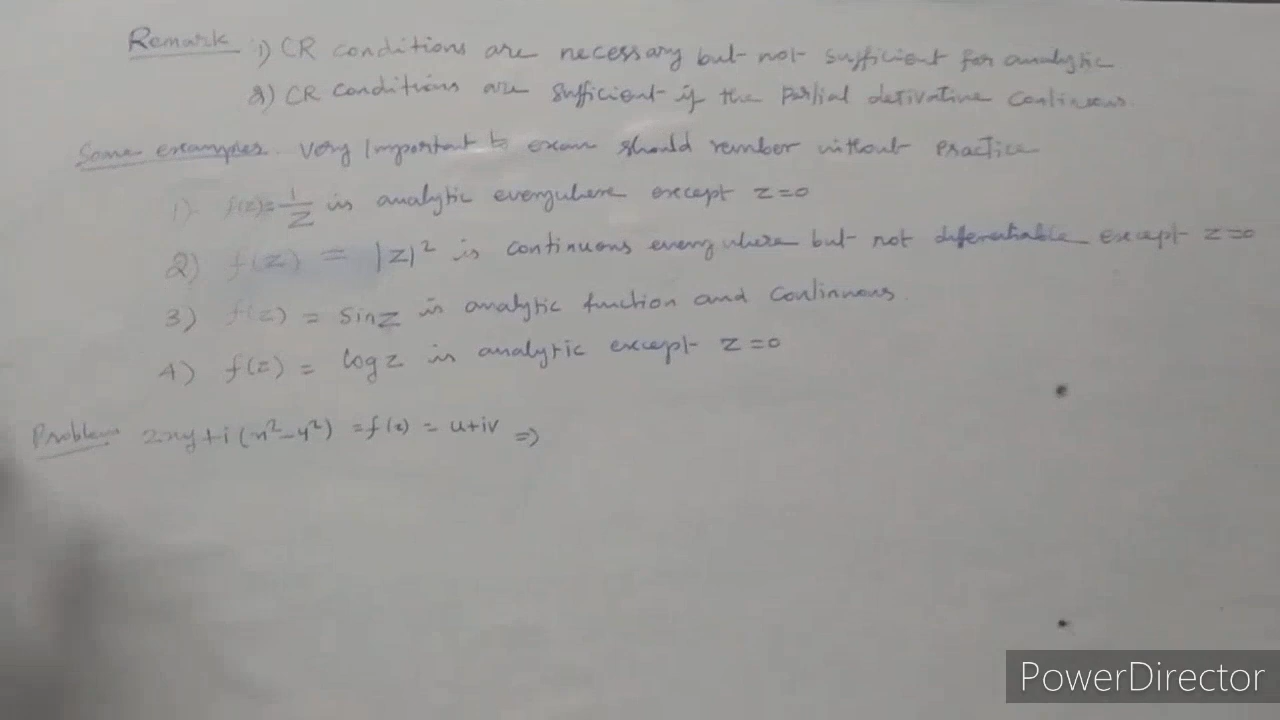 Remark 1) CR conditions are necessary but not sufficient for analytic
2) CR conditions are sufficient if the partial derivative continuous.
Some examples. Very Important to exam should rember without practice
1) f(z)=1/z is analytic everywhere except z=0
2) f(z) = |z|² is continuous everywhere but not diferentiable except z=0
3) f(z) = sinz is analytic function and continuous.
4) f(z) = logz is analytic except z=0
Problem 2xy+i(x²-y²) = f(z) = u+iv ⇒
PowerDirector